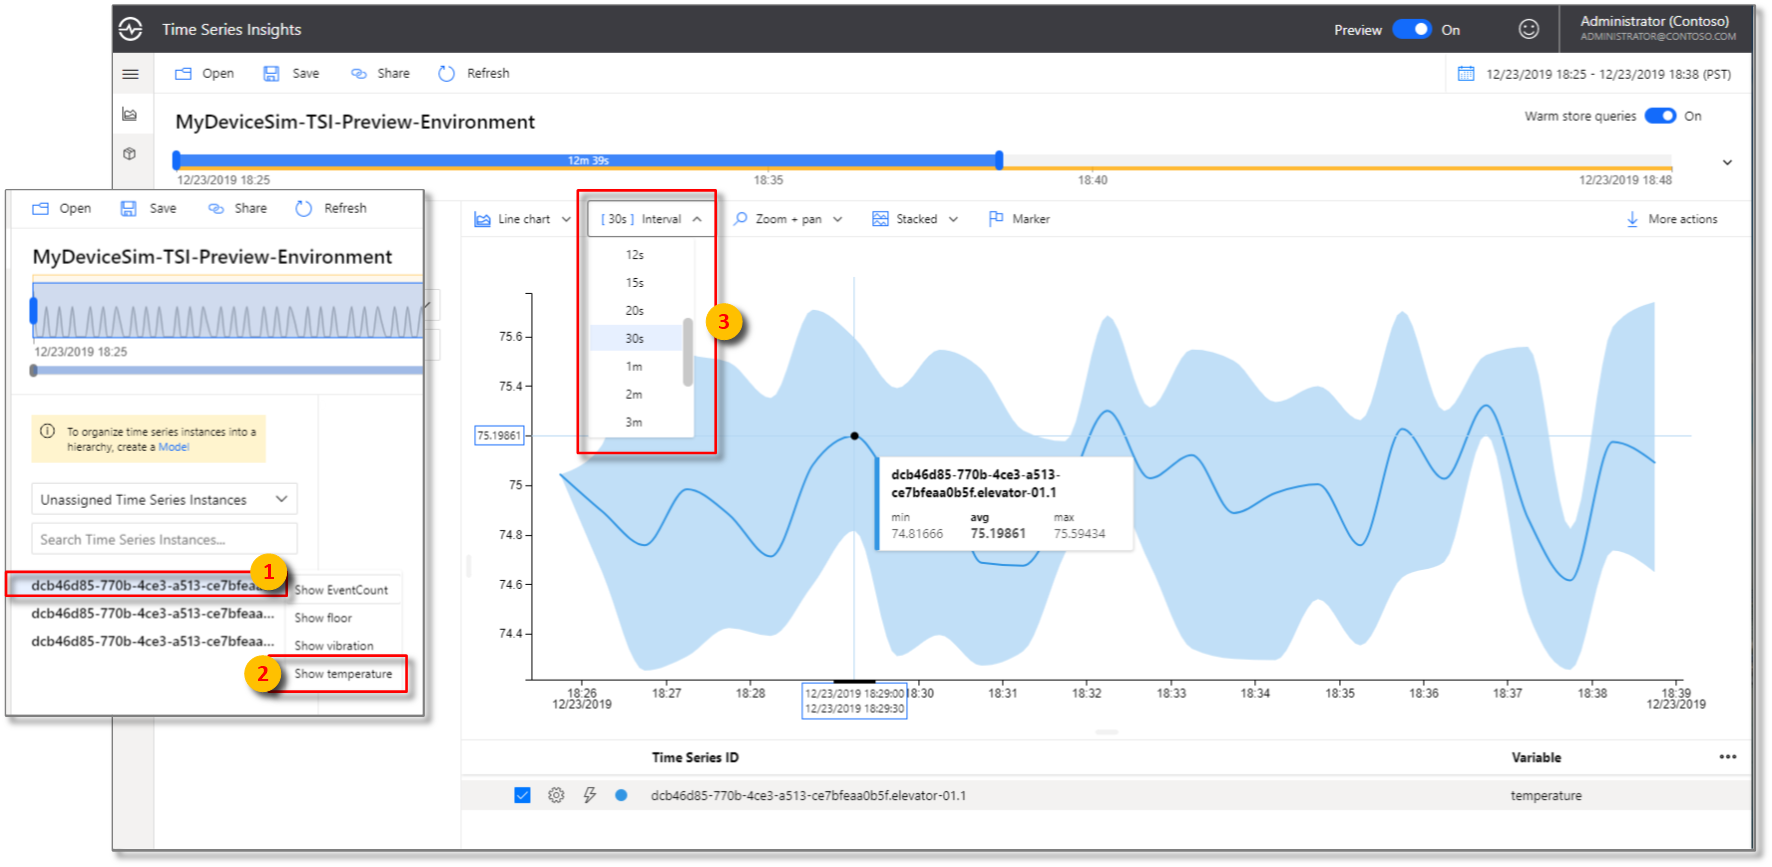 Time Series Insights
Preview On
Administrator (Contoso)
ADMINISTRATOR@CONTOSO.COM
Open Save Share Refresh
12/23/2019 18:25 - 12/23/2019 18:38 (PST)
MyDeviceSim-TSI-Preview-Environment
Warm store queries On
12m 39s
12/23/2019 18:25 18:35 18:40 12/23/2019 18:48
Open Save Share Refresh
MyDeviceSim-TSI-Preview-Environment
12/23/2019 18:25
To organize time series instances into a
hierarchy, create a Model
Unassigned Time Series Instances
Search Time Series Instances...
1
dcb46d85-770b-4ce3-a513-ce7bfeaa...
dcb46d85-770b-4ce3-a513-ce7bfeaa...
dcb46d85-770b-4ce3-a513-ce7bfeaa...
Show EventCount
Show floor
Show vibration
2
Show temperature
Line chart [ 30s ] Interval Zoom + pan Stacked Marker More actions
12s
15s
20s
30s
1m
2m
3m
3
75.6
75.4
75.19861
75
74.8
74.6
74.4
dcb46d85-770b-4ce3-a513-
ce7bfeaa0b5f.elevator-01.1
min avg max
74.81666 75.19861 75.59434
18:26 18:27 18:28 12/23/2019 18:29:00 18:30 18:31 18:32 18:33 18:34 18:35 18:36 18:37 18:38 18:39
12/23/2019 12/23/2019 18:29:30 12/23/2019
Time Series ID Variable
dcb46d85-770b-4ce3-a513-ce7bfeaa0b5f.elevator-01.1 temperature